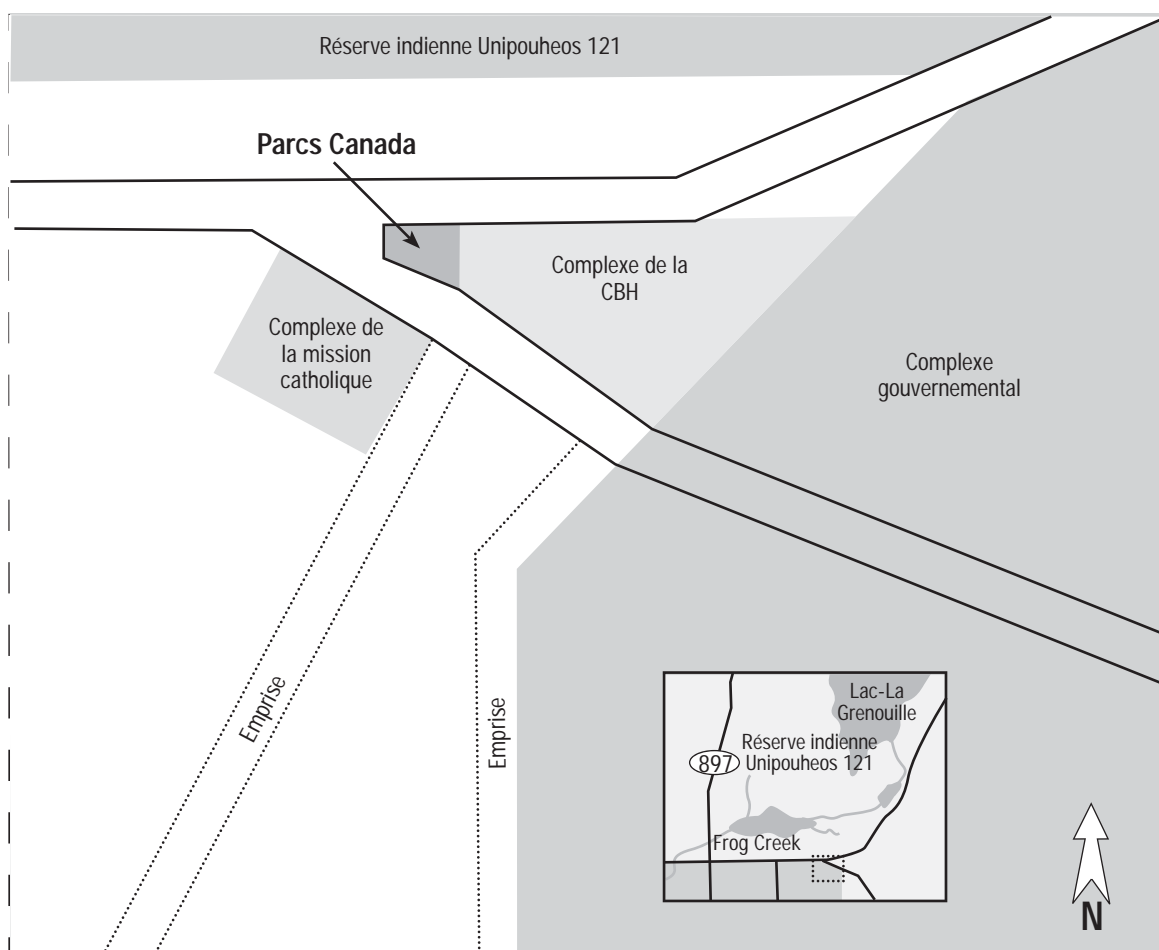 Réserve indienne Unipouheos 121
Parcs Canada
Complexe de la
CBH
Complexe de
la mission
catholique
Complexe
gouvernemental
Emprise
Emprise
Lac-La
Grenouille
Réserve indienne
Unipouheos 121
897
Frog Creek
N